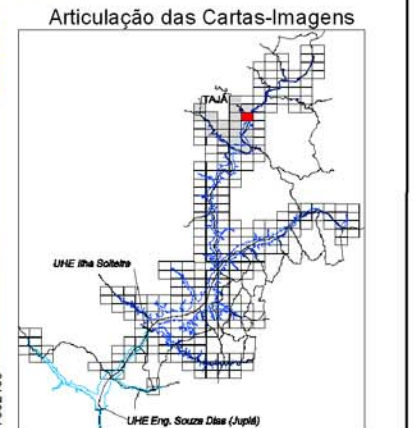 Articulação das Cartas-Imagens
TAJÁ
UHE Ilha Solteira
UHE Eng. Souza Dias (Jupiá)